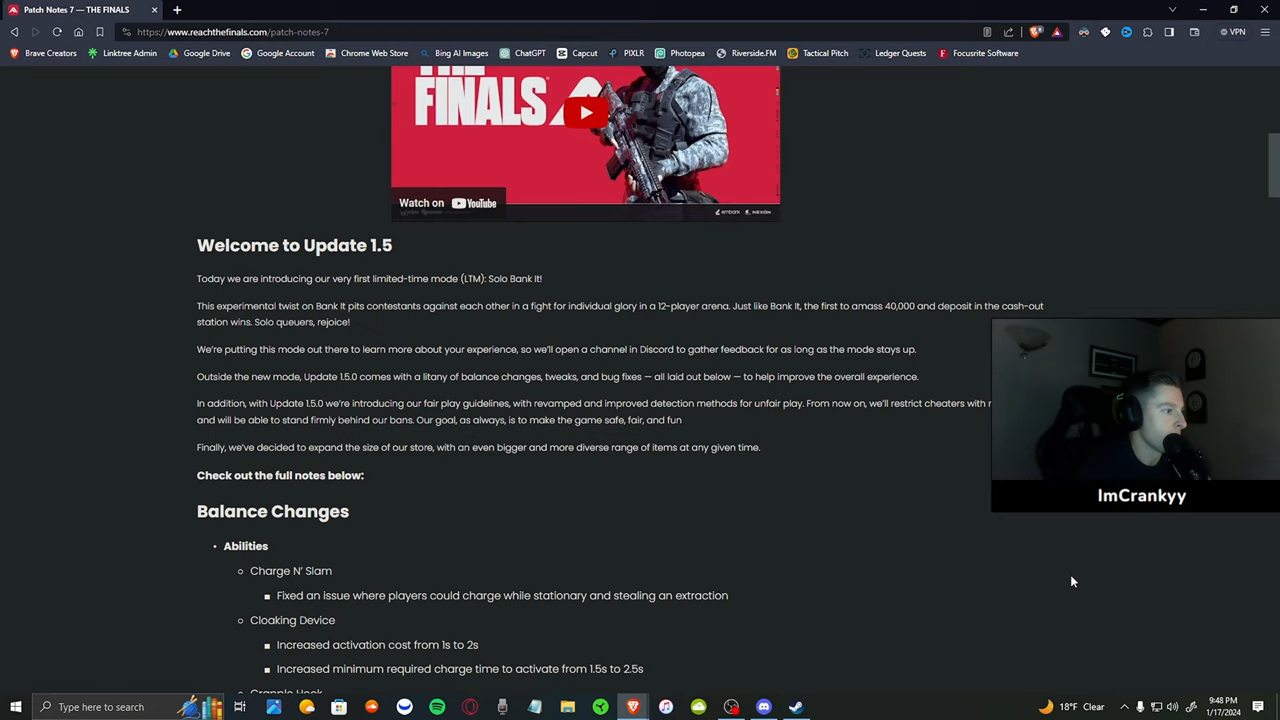 Patch Notes 7 — THE FINALS
https://www.reachthefinals.com/patch-notes-7
VPN
Brave Creators
Linktree Admin
Google Drive
Google Account
Chrome Web Store
Bing AI Images
ChatGPT
Capcut
PIXLR
Photopea
Riverside.FM
Tactical Pitch
Ledger Quests
Focusrite Software
FINALS
Watch on YouTube
embark
NEXON
Welcome to Update 1.5
Today we are introducing our very first limited-time mode (LTM): Solo Bank It!
This experimental twist on Bank It pits contestants against each other in a fight for individual glory in a 12-player arena. Just like Bank It, the first to amass 40,000 and deposit in the cash-out
station wins. Solo queuers, rejoice!
We're putting this mode out there to learn more about your experience, so we'll open a channel in Discord to gather feedback for as long as the mode stays up.
Outside the new mode, Update 1.5.0 comes with a litany of balance changes, tweaks, and bug fixes — all laid out below — to help improve the overall experience.
In addition, with Update 1.5.0 we're introducing our fair play guidelines, with revamped and improved detection methods for unfair play. From now on, we'll restrict cheaters with
and will be able to stand firmly behind our bans. Our goal, as always, is to make the game safe, fair, and fun
Finally, we've decided to expand the size of our store, with an even bigger and more diverse range of items at any given time.
Check out the full notes below:
ImCrankyy
Balance Changes
• Abilities
Charge N' Slam
Fixed an issue where players could charge while stationary and stealing an extraction
Cloaking Device
Increased activation cost from 1s to 2s
Increased minimum required charge time to activate from 1.5s to 2.5s
Grapple Hook
Type here to search
18°F Clear
9:48 PM
1/17/2024